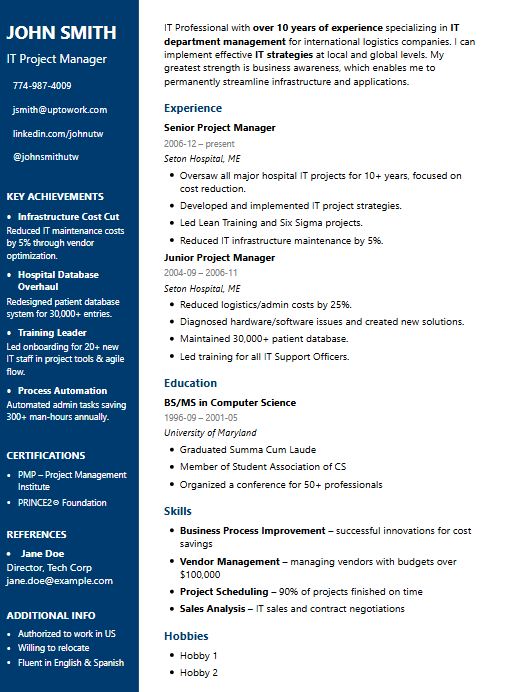 JOHN SMITH
IT Project Manager
774-987-4009
jsmith@uptowork.com
linkedin.com/johnutw
@johnsmithutw
KEY ACHIEVEMENTS
• Infrastructure Cost Cut
Reduced IT maintenance costs
by 5% through vendor
optimization.
• Hospital Database
Overhaul
Redesigned patient database
system for 30,000+ entries.
• Training Leader
Led onboarding for 20+ new
IT staff in project tools & agile
flow.
• Process Automation
Automated admin tasks saving
300+ man-hours annually.
CERTIFICATIONS
• PMP – Project Management
Institute
• PRINCE2® Foundation
REFERENCES
• Jane Doe
Director, Tech Corp
jane.doe@example.com
ADDITIONAL INFO
• Authorized to work in US
• Willing to relocate
• Fluent in English & Spanish
IT Professional with over 10 years of experience specializing in IT
department management for international logistics companies. I can
implement effective IT strategies at local and global levels. My
greatest strength is business awareness, which enables me to
permanently streamline infrastructure and applications.
Experience
Senior Project Manager
2006-12 – present
Seton Hospital, ME
• Oversaw all major hospital IT projects for 10+ years, focused on
cost reduction.
• Developed and implemented IT project strategies.
• Led Lean Training and Six Sigma projects.
• Reduced IT infrastructure maintenance by 5%.
Junior Project Manager
2004-09 – 2006-11
Seton Hospital, ME
• Reduced logistics/admin costs by 25%.
• Diagnosed hardware/software issues and created new solutions.
• Maintained 30,000+ patient database.
• Led training for all IT Support Officers.
Education
BS/MS in Computer Science
1996-09 – 2001-05
University of Maryland
• Graduated Summa Cum Laude
• Member of Student Association of CS
• Organized a conference for 50+ professionals
Skills
• Business Process Improvement – successful innovations for cost
savings
• Vendor Management – managing vendors with budgets over
$100,000
• Project Scheduling – 90% of projects finished on time
• Sales Analysis – IT sales and contract negotiations
Hobbies
• Hobby 1
• Hobby 2